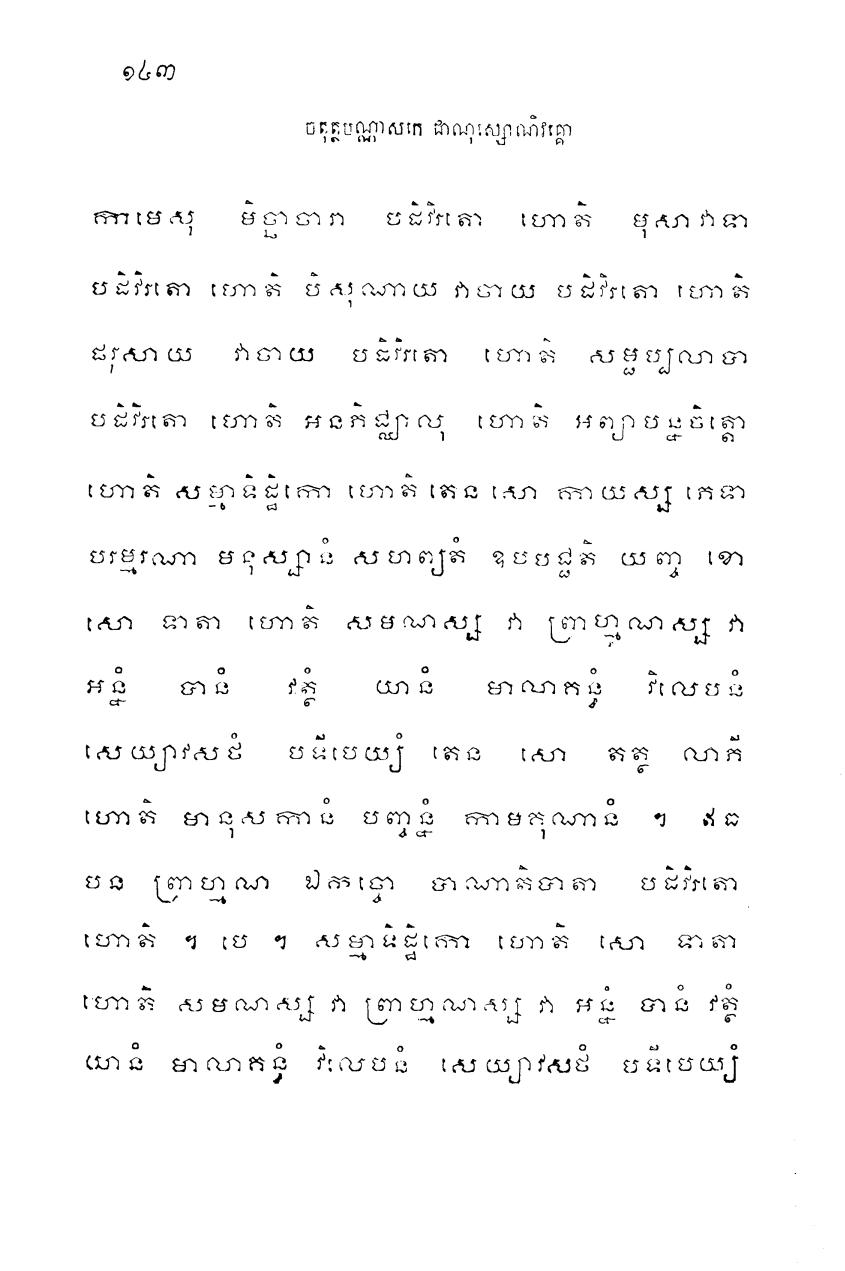 ១៤៣
ចតុត្ថបណ្ណាសកេ ជាណុស្សោណិវគ្គោ
កាមេសុ មិច្ឆាចារា បដិវិរតោ ហោតិ មុសាវាទា
បដិវិរតោ ហោតិ បិសុណាយ វាចាយ បដិវិរតោ ហោតិ
ផរុសាយ វាចាយ បដិវិរតោ ហោតិ សម្ផប្បលាបា
បដិវិរតោ ហោតិ អនភិជ្ឈាលុ ហោតិ អព្យាបន្នចិត្តោ
ហោតិ សម្មាទិដ្ឋិកោ ហោតិ តេន សោ កាយស្ស ភេទា
បរម្មរណា មនុស្សានំ សហព្យតំ ឧបបជ្ជតិ យញ្ច ខោ
សោ ទាតា ហោតិ សមណស្ស វា ព្រាហ្មណស្ស វា
អន្នំ បានំ វត្ថំ យានំ មាលាគន្ធំ វិលេបនំ
សេយ្យាវសថំ បទីបេយ្យំ តេន សោ តត្ថ លាភី
ហោតិ មានុសកានំ បញ្ចន្នំ កាមគុណានំ ។ ឥធ
បន ព្រាហ្មណ ឯកច្ចោ បាណាតិបាតា បដិវិរតោ
ហោតិ ។ បេ ។ សម្មាទិដ្ឋិកោ ហោតិ សោ ទាតា
ហោតិ សមណស្ស វា ព្រាហ្មណស្ស វា អន្នំ បានំ វត្ថំ
យានំ មាលាគន្ធំ វិលេបនំ សេយ្យាវសថំ បទីបេយ្យំ